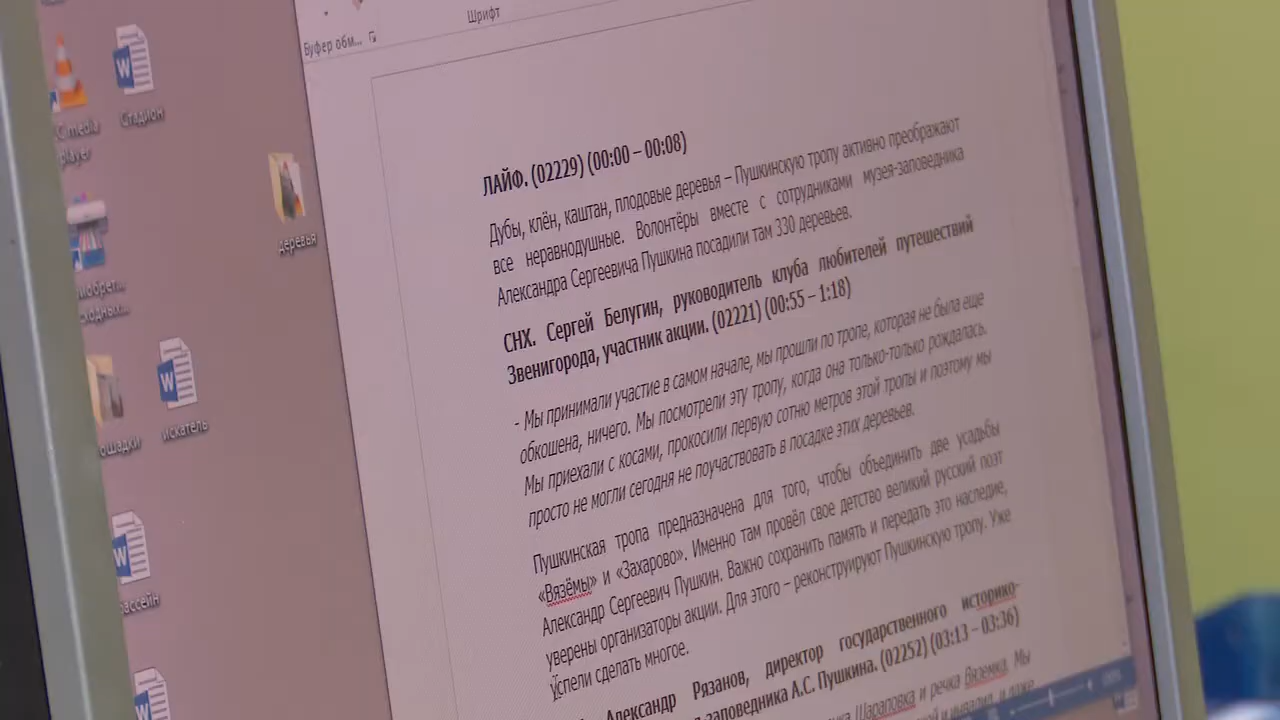 Шрифт
Буфер обм...
Стадион
media
player
деревья
искатель
ЛАЙФ. (02229) (00:00 – 00:08)
Дубы, клён, каштан, плодовые деревья – Пушкинскую тропу активно преображают
все неравнодушные. Волонтёры вместе с сотрудниками музея-заповедника
Александра Сергеевича Пушкина посадили там 330 деревьев.
СНХ. Сергей Белугин, руководитель клуба любителей путешествий
Звенигорода, участник акции. (02221) (00:55 – 1:18)
- Мы принимали участие в самом начале, мы прошли по тропе, которая не была еще
обкошена, ничего. Мы посмотрели эту тропу, когда она только-только рождалась.
Мы приехали с косами, прокосили первую сотню метров этой тропы и поэтому мы
просто не могли сегодня не поучаствовать в посадке этих деревьев.
Пушкинская тропа предназначена для того, чтобы объединить две усадьбы
«Вязёмы» и «Захарово». Именно там провёл свое детство великий русский поэт
Александр Сергеевич Пушкин. Важно сохранить память и передать это наследие,
уверены организаторы акции. Для этого – реконструируют Пушкинскую тропу. Уже
успели сделать многое.
Александр Рязанов, директор государственного историко-
заповедника А.С. Пушкина. (02252) (03:13 – 03:36)
Шараповка и речка Вяземка. Мы